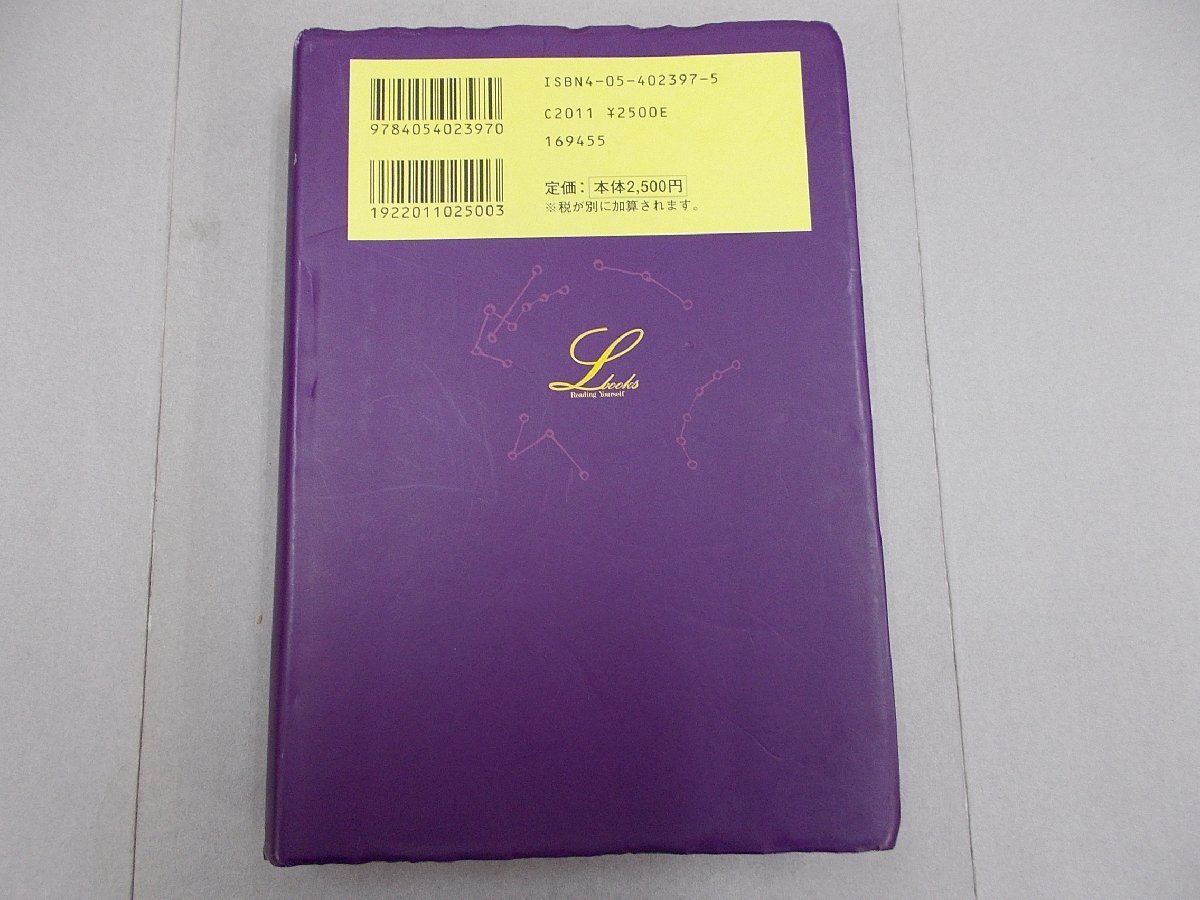 ISBN4-05-402397-5
9784054023970
C2011 ¥2500E
169455
1922011025003
定価: 本体2,500円
※税が別に加算されます。
L books
Reading Yourself